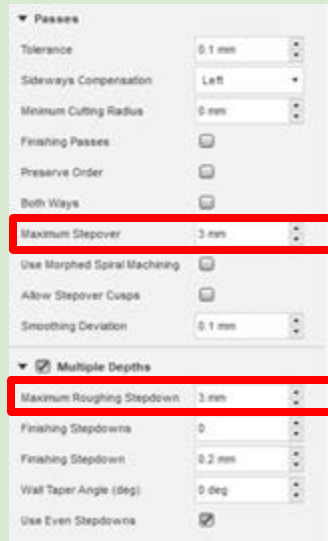 Passes
Tolerance 0.1 mm
Sideways Compensation Left
Minimum Cutting Radius 0 mm
Finishing Passes
Preserve Order
Both Ways
Maximum Stepover 3 mm
Use Morphed Spiral Machining
Allow Stepover Cusps
Smoothing Deviation 0.1 mm
Multiple Depths
Maximum Roughing Stepdown 3 mm
Finishing Stepdowns 0
Finishing Stepdown 0.2 mm
Wall Taper Angle (deg) 0 deg
Use Even Stepdowns